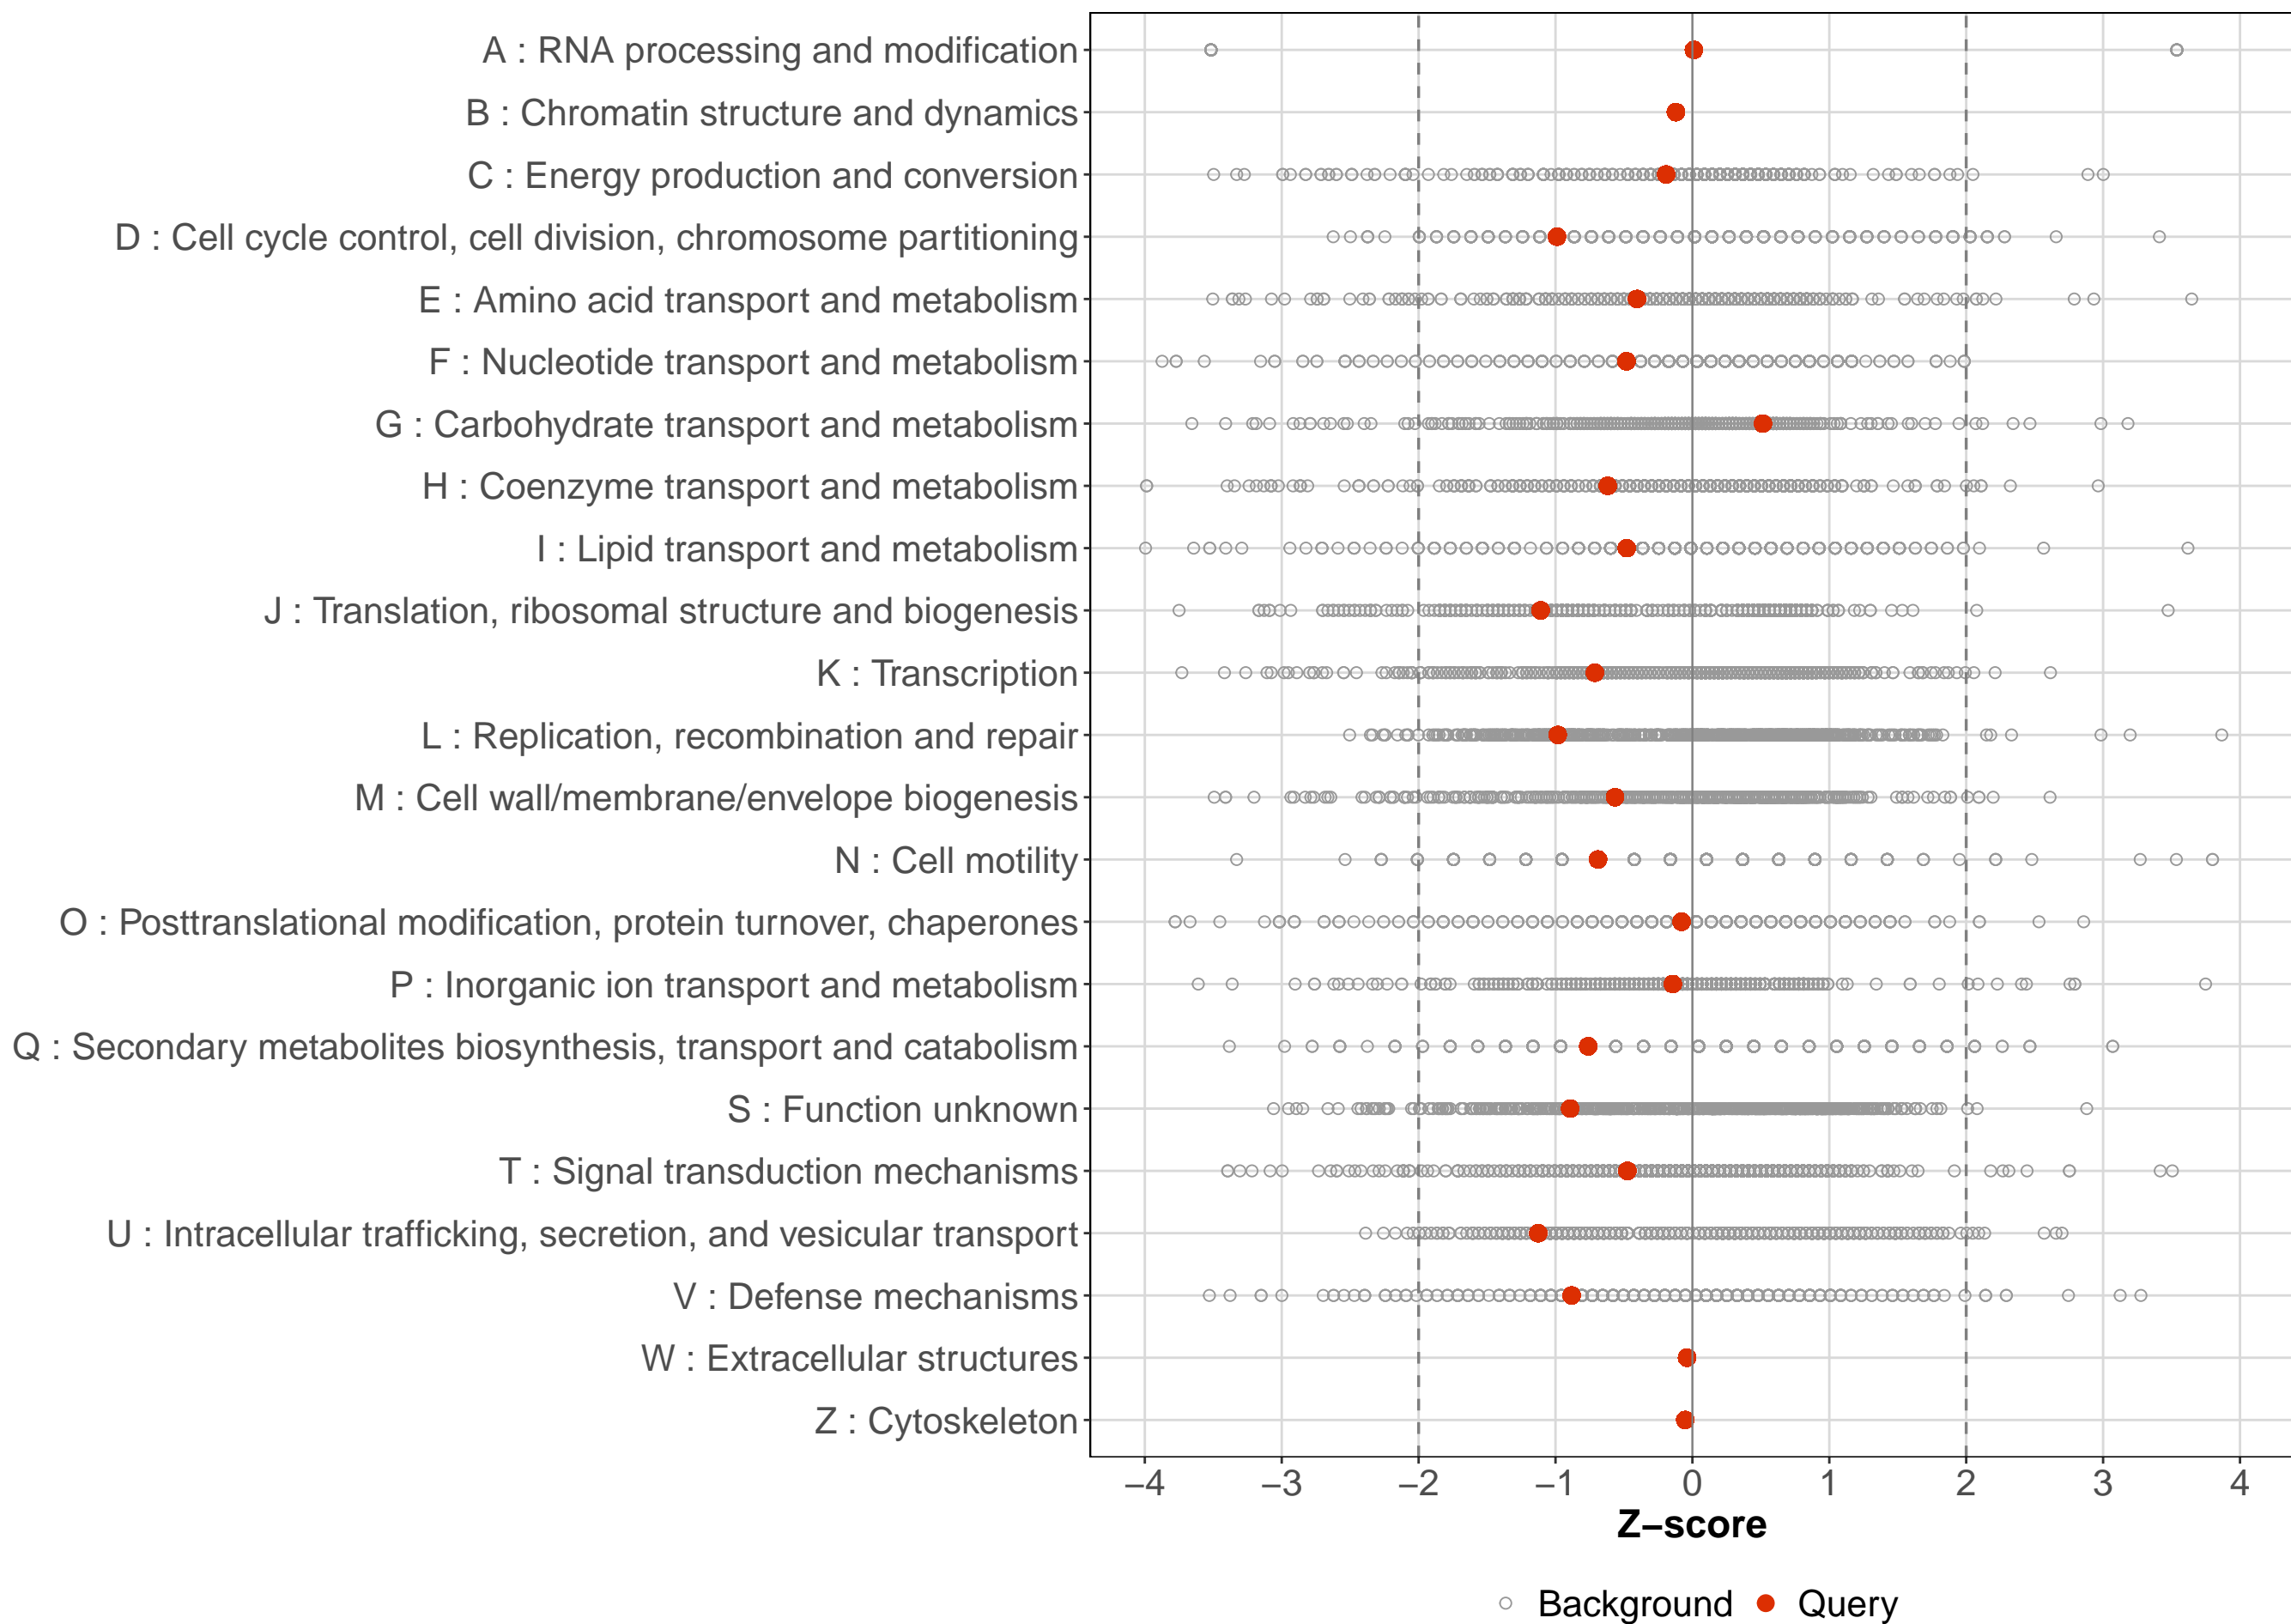 A : RNA processing and modification
B : Chromatin structure and dynamics
C : Energy production and conversion
D : Cell cycle control, cell division, chromosome partitioning
E : Amino acid transport and metabolism
F : Nucleotide transport and metabolism
G : Carbohydrate transport and metabolism
H : Coenzyme transport and metabolism
I : Lipid transport and metabolism
J : Translation, ribosomal structure and biogenesis
K : Transcription
L : Replication, recombination and repair
M : Cell wall/membrane/envelope biogenesis
N : Cell motility
O : Posttranslational modification, protein turnover, chaperones
P : Inorganic ion transport and metabolism
Q : Secondary metabolites biosynthesis, transport and catabolism
S : Function unknown
T : Signal transduction mechanisms
U : Intracellular trafficking, secretion, and vesicular transport
V : Defense mechanisms
W : Extracellular structures
Z : Cytoskeleton
−4 −3 −2 −1 0 1 2 3 4
Z−score
Background Query